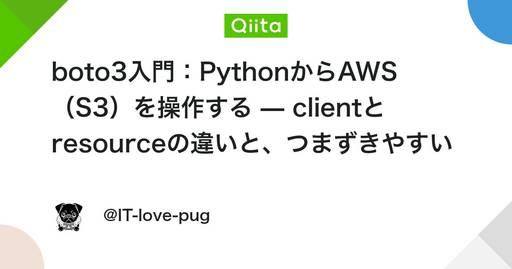 Qiita
boto3入門：PythonからAWS
（S3）を操作する — clientと
resourceの違いと、つまずきやすい
@IT-love-pug